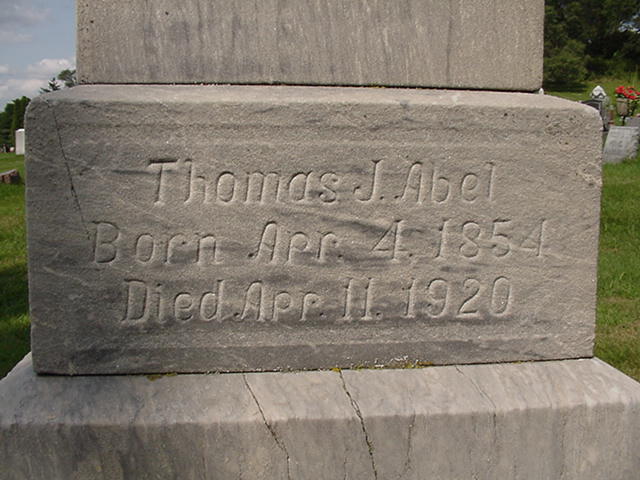 Thomas J. Abel
Born Apr. 4. 1854
Died Apr. 11. 1920